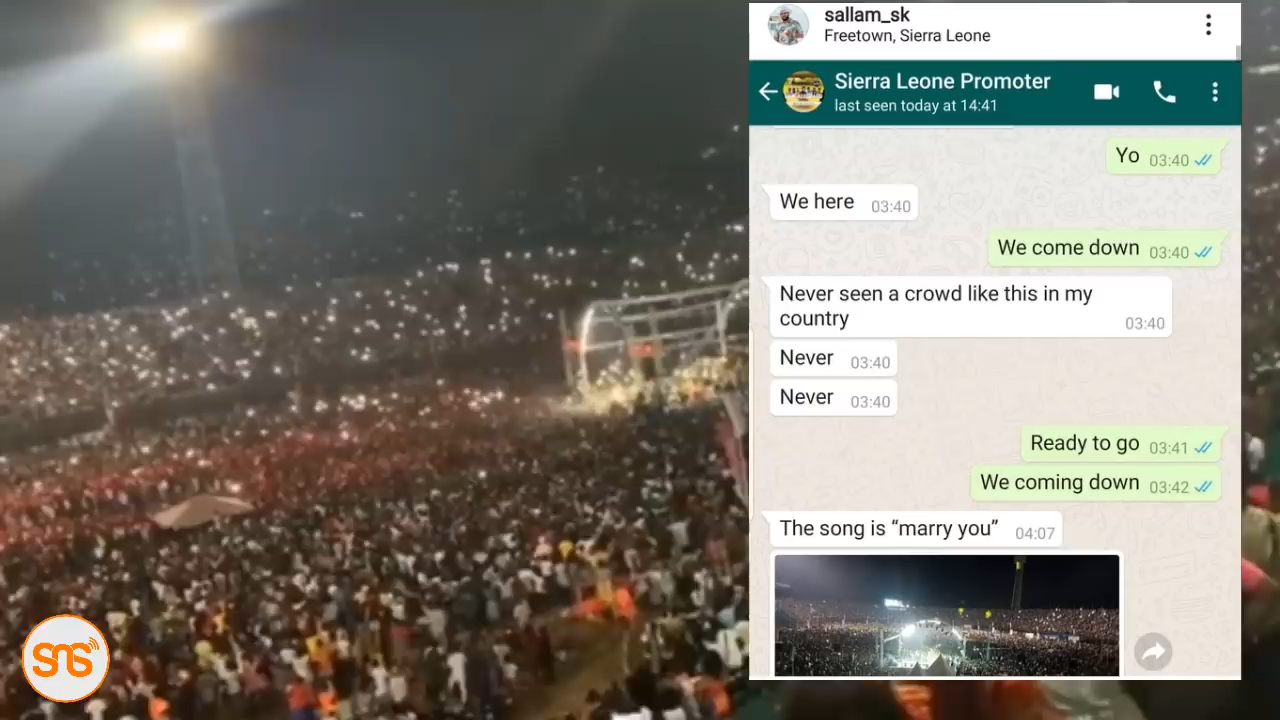 sallam_sk
Freetown, Sierra Leone
Sierra Leone Promoter
last seen today at 14:41
Yo 03:40
We here 03:40
We come down 03:40
Never seen a crowd like this in my
country 03:40
Never 03:40
Never 03:40
Ready to go 03:41
We coming down 03:42
The song is “marry you” 04:07
SNS